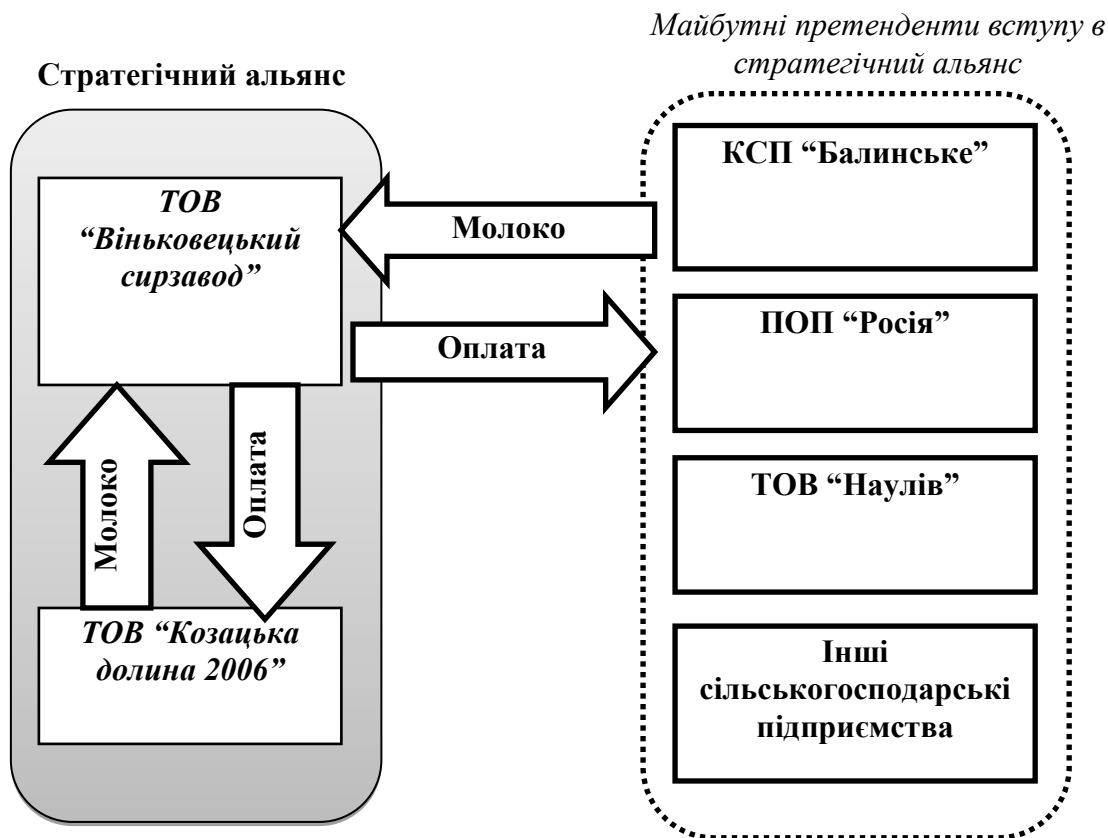 Майбутні претенденти вступу в
стратегічний альянс
Стратегічний альянс
ТОВ
“Віньковецький
сирзавод”
Молоко
Оплата
Молоко
Оплата
ТОВ “Козацька
долина 2006”
КСП “Балинське”
ПОП “Росія”
ТОВ “Наулів”
Інші
сільськогосподарські
підприємства